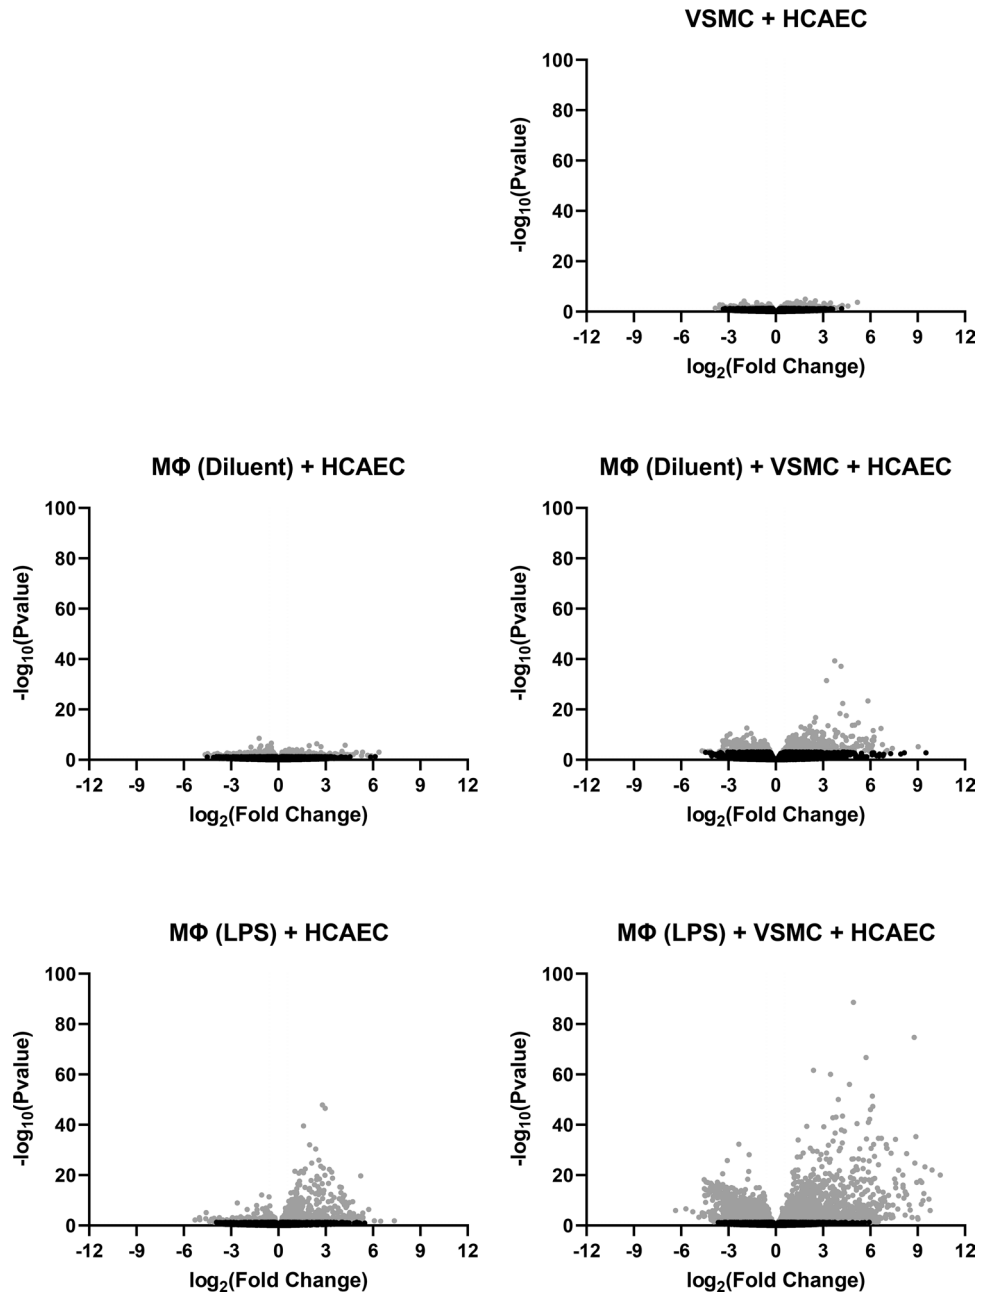 VSMC + HCAEC
100
80
60
40
20
0
-log10(Pvalue)
-12 -9 -6 -3 0 3 6 9 12
log2(Fold Change)
MΦ (Diluent) + HCAEC
100
80
60
40
20
0
-log10(Pvalue)
-12 -9 -6 -3 0 3 6 9 12
log2(Fold Change)
MΦ (Diluent) + VSMC + HCAEC
100
80
60
40
20
0
-log10(Pvalue)
-12 -9 -6 -3 0 3 6 9 12
log2(Fold Change)
MΦ (LPS) + HCAEC
100
80
60
40
20
0
-log10(Pvalue)
-12 -9 -6 -3 0 3 6 9 12
log2(Fold Change)
MΦ (LPS) + VSMC + HCAEC
100
80
60
40
20
0
-log10(Pvalue)
-12 -9 -6 -3 0 3 6 9 12
log2(Fold Change)